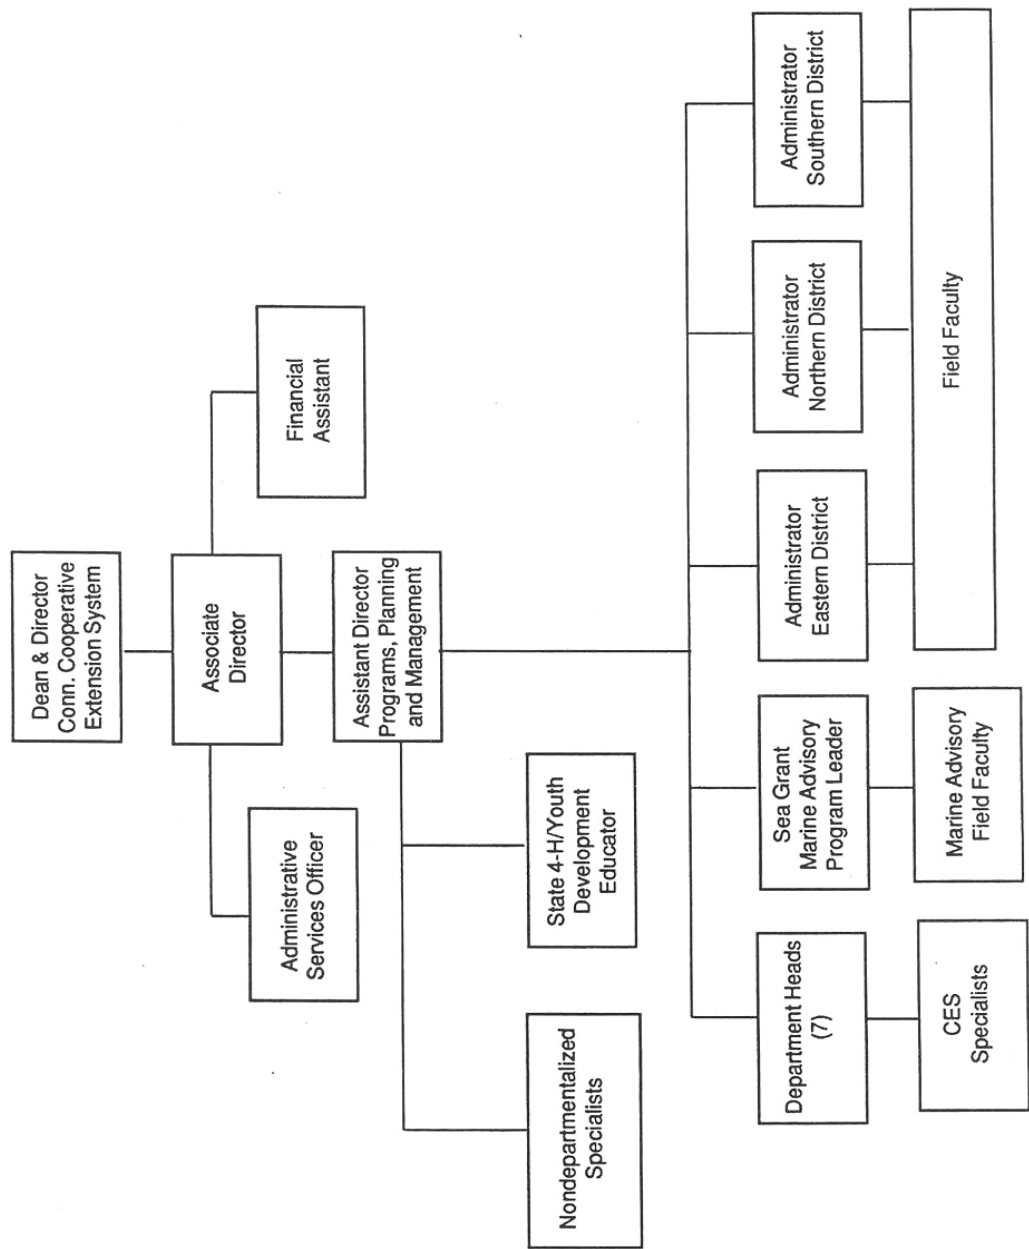 Dean & Director
Conn. Cooperative
Extension System
Associate
Director
Administrative
Services Officer
Financial
Assistant
Assistant Director
Programs, Planning
and Management
Nondepartmentalized
Specialists
State 4-H/Youth
Development
Educator
Department Heads
(7)
Sea Grant
Marine Advisory
Program Leader
Administrator
Eastern District
Administrator
Northern District
Administrator
Southern District
CES
Specialists
Marine Advisory
Field Faculty
Field Faculty